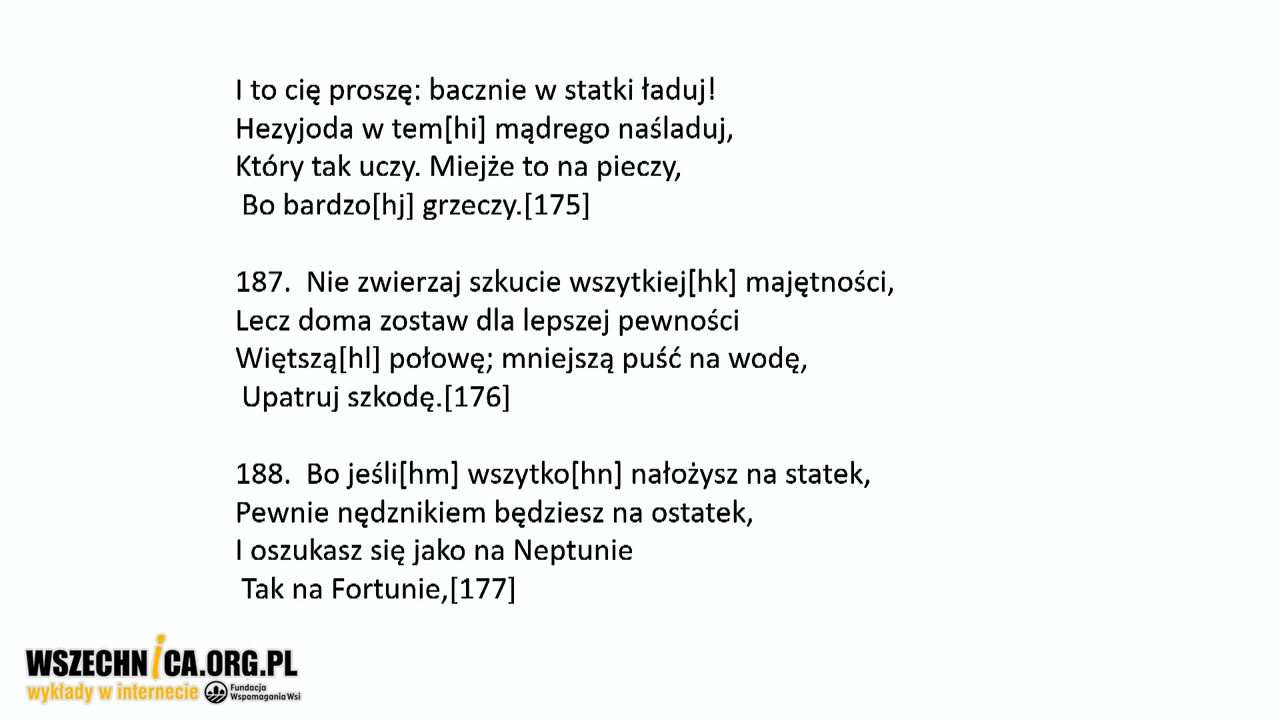 I to cię proszę: bacznie w statki ładuj!
Hezyjoda w tem[hi] mądrego naśladuj,
Który tak uczy. Miejże to na pieczy,
Bo bardzo[hj] grzeczy.[175]
187. Nie zwierzaj szkucie wszytkiej[hk] majętności,
Lecz doma zostaw dla lepszej pewności
Więtszą[hl] połowę; mniejszą puść na wodę,
Upatruj szkodę.[176]
188. Bo jeśli[hm] wszytko[hn] nałożysz na statek,
Pewnie nędznikiem będziesz na ostatek,
I oszukasz się jako na Neptunie
Tak na Fortunie,[177]
WSZECHNiCA.ORG.PL
wykłady w internecie
Fundacja
Wspomagania Wsi